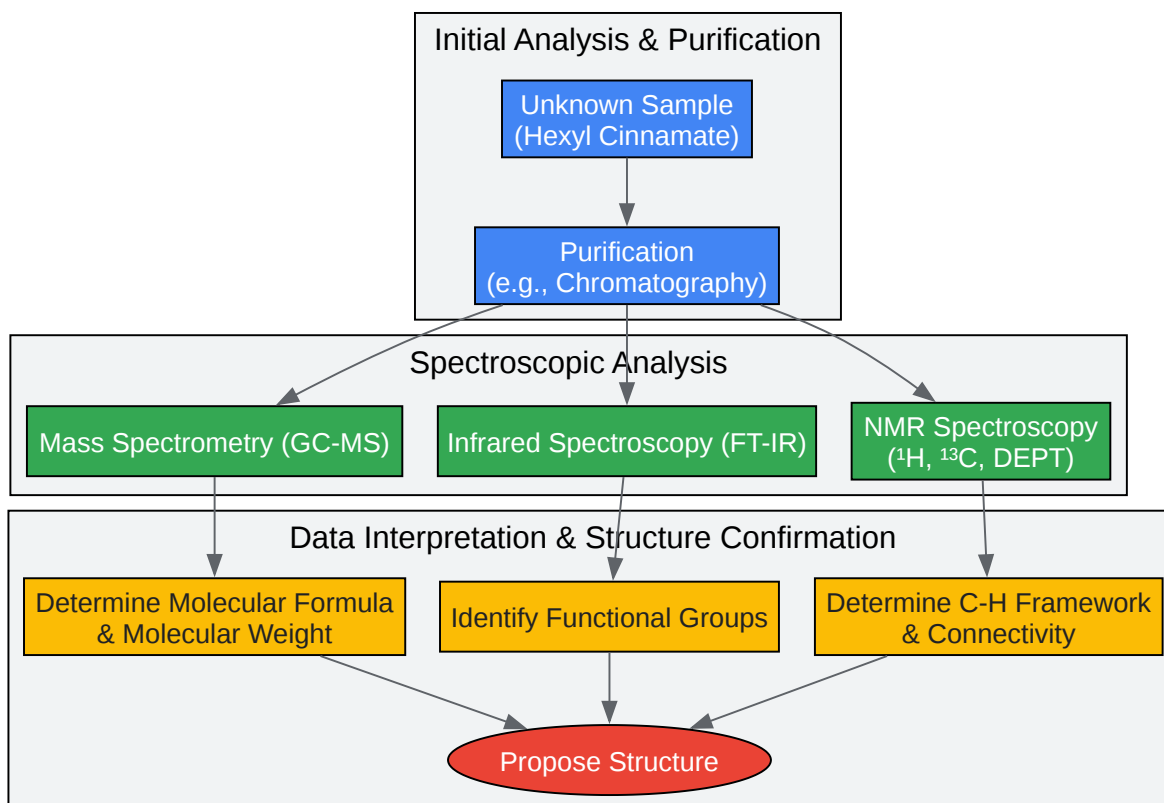 Initial Analysis & Purification
Unknown Sample
(Hexyl Cinnamate)
Purification
(e.g., Chromatography)
Spectroscopic Analysis
Mass Spectrometry (GC-MS)
Infrared Spectroscopy (FT-IR)
NMR Spectroscopy
(¹H, ¹³C, DEPT)
Data Interpretation & Structure Confirmation
Determine Molecular Formula
& Molecular Weight
Identify Functional Groups
Determine C-H Framework
& Connectivity
Propose Structure